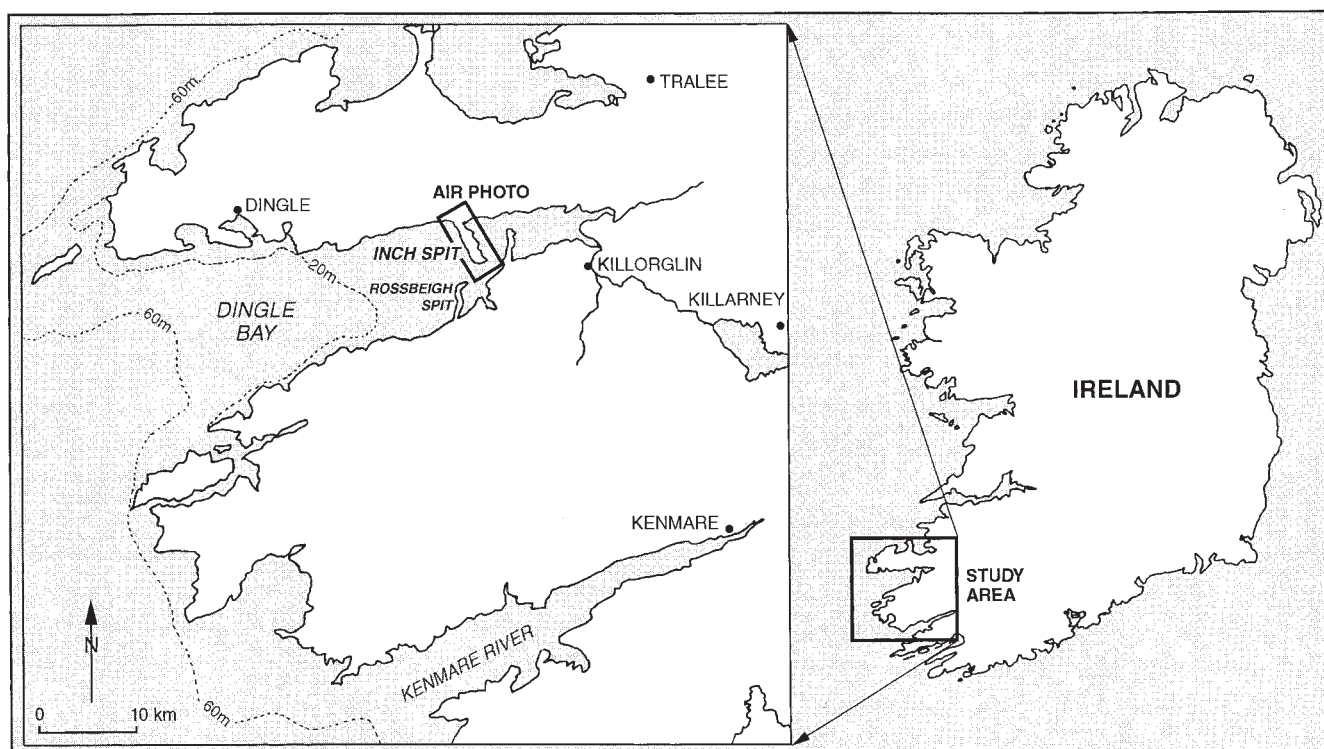 60m.
TRALEE
AIR PHOTO
DINGLE
INCH SPIT
20m.
KILLORGLIN
ROSSBEIGH
SPIT
KILLARNEY
DINGLE
BAY
60m.
IRELAND
KENMARE
STUDY
AREA
N
KENMARE RIVER
0 10 km
60m.